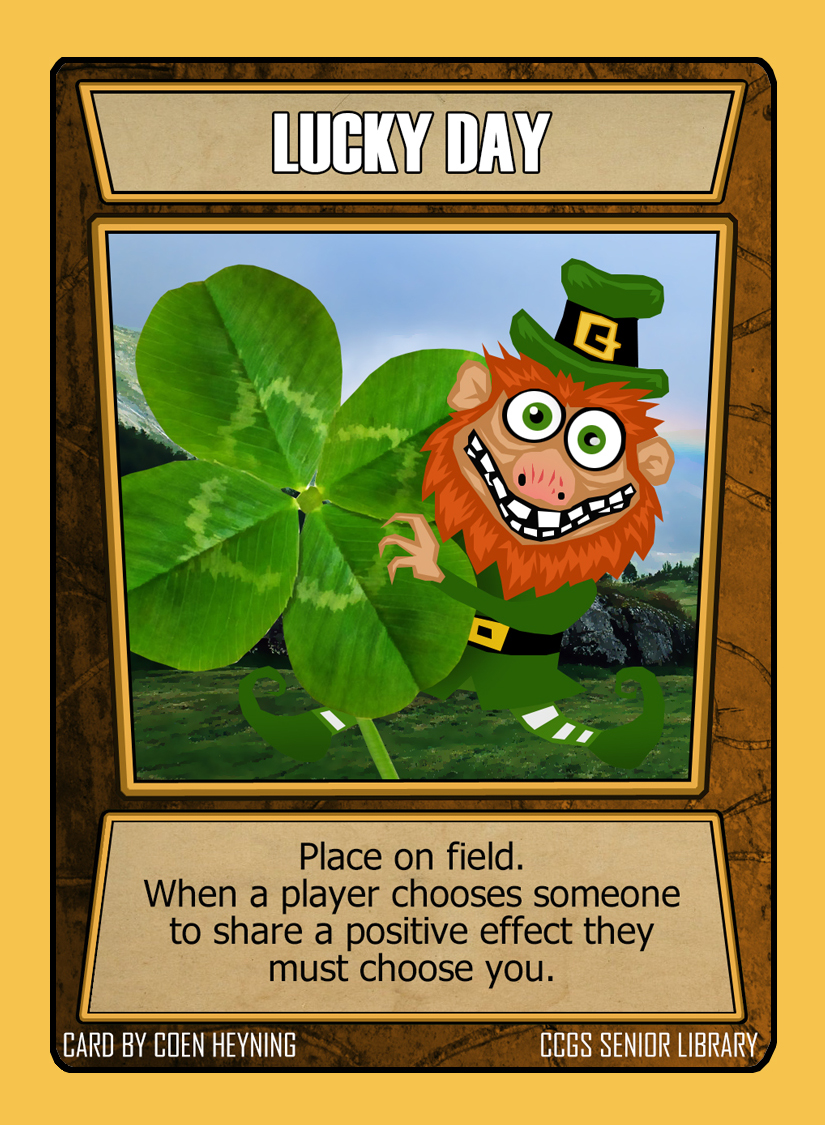 LUCKY DAY
Place on field.
When a player chooses someone
to share a positive effect they
must choose you.
CARD BY COEN HEYNING
CCGS SENIOR LIBRARY